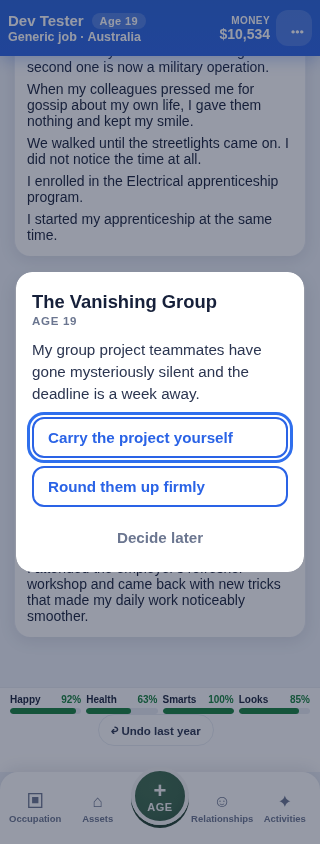 Dev Tester Age 19
Generic job · Australia
MONEY
$10,534
...
second one is now a military operation.
When my colleagues pressed me for
gossip about my own life, I gave them
nothing and kept my smile.
We walked until the streetlights came on. I
did not notice the time at all.
I enrolled in the Electrical apprenticeship
program.
I started my apprenticeship at the same
time.
The Vanishing Group
AGE 19
My group project teammates have
gone mysteriously silent and the
deadline is a week away.
Carry the project yourself
Round them up firmly
Decide later
workshop and came back with new tricks
that made my daily work noticeably
smoother.
Happy 92% Health 63% Smarts 100% Looks 85%
Undo last year
+
AGE
Occupation Assets Relationships Activities